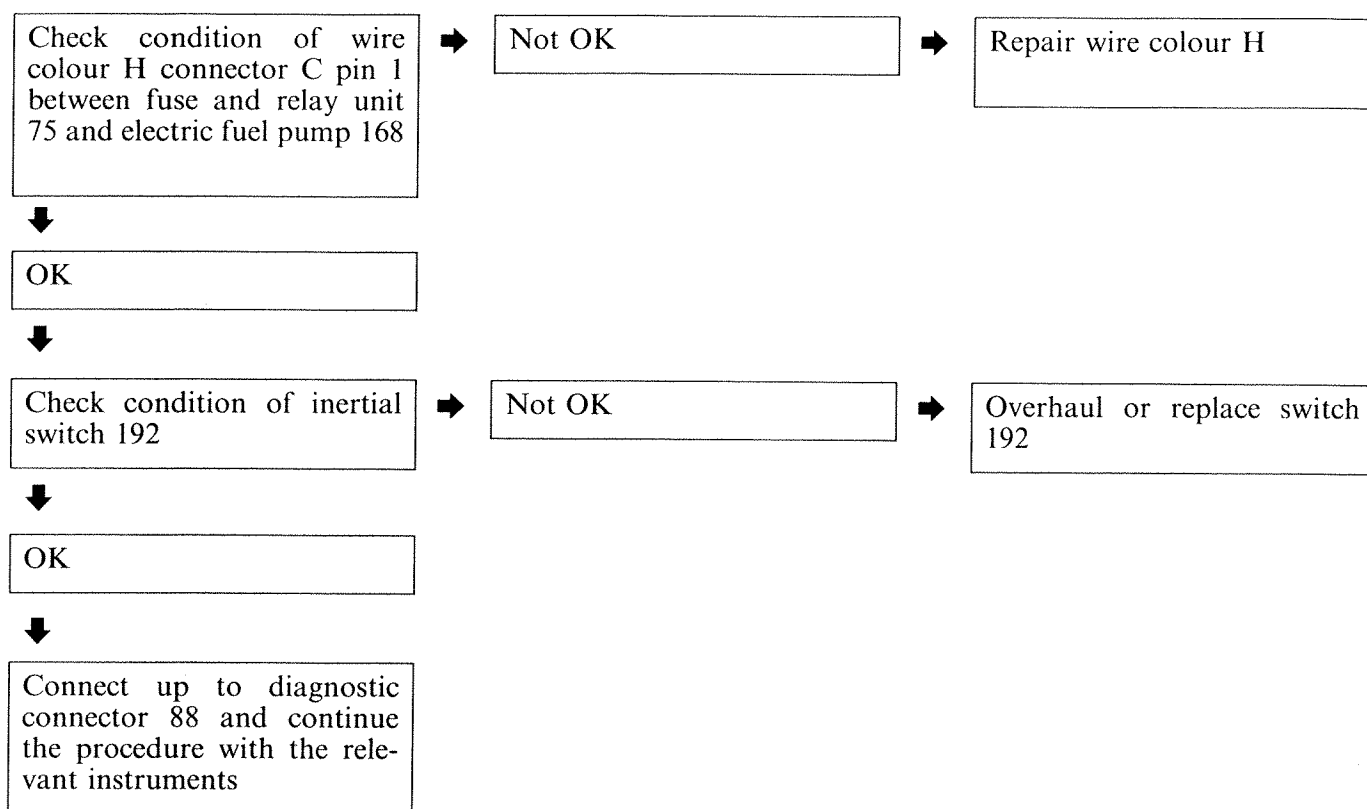 Check condition of wire
colour H connector C pin 1
between fuse and relay unit
75 and electric fuel pump 168
Not OK
Repair wire colour H
OK
Check condition of inertial
switch 192
Not OK
Overhaul or replace switch
192
OK
Connect up to diagnostic
connector 88 and continue
the procedure with the rele-
vant instruments